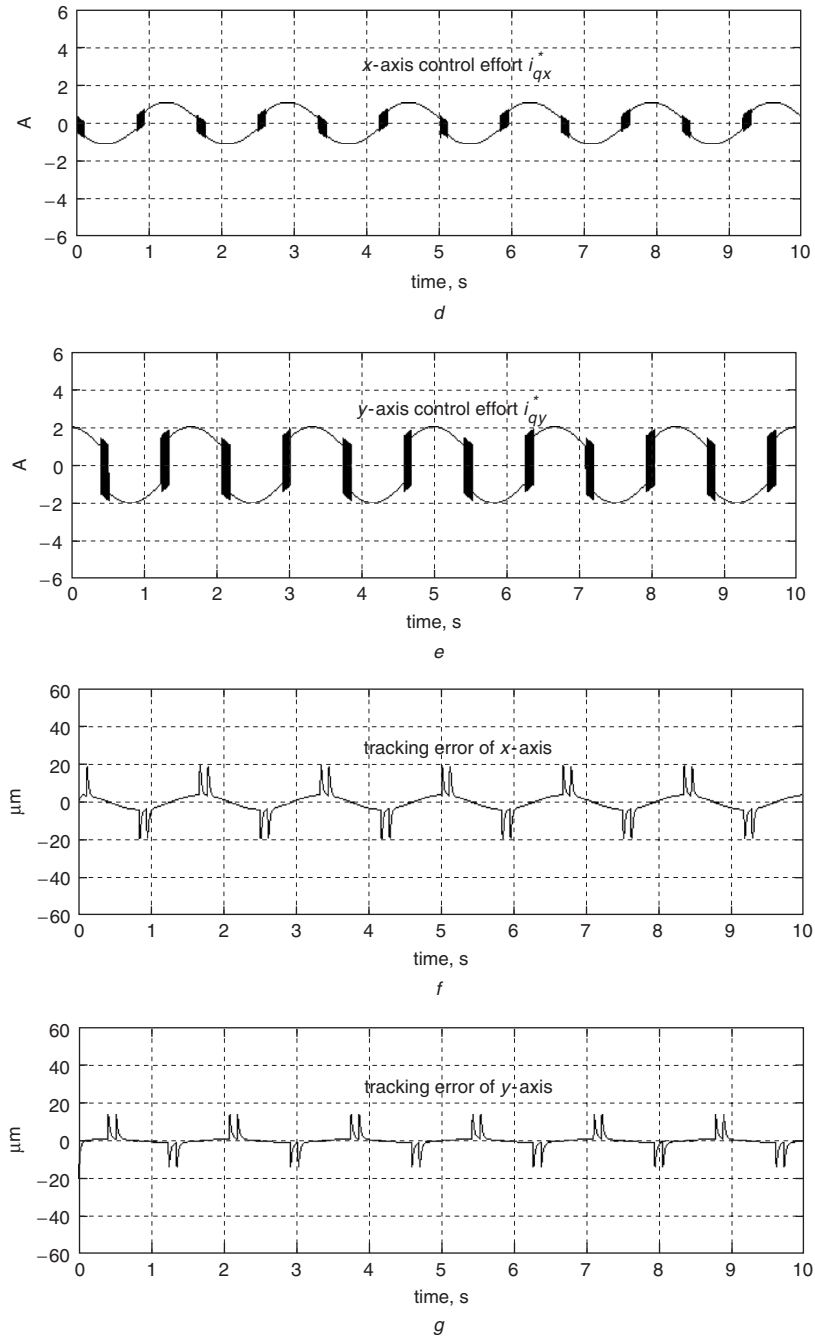 6
4
x-axis control effort i*qx
2
A
0
−2
−4
−6
0 1 2 3 4 5 6 7 8 9 10
time, s
d
6
4
y-axis control effort i*qy
2
A
0
−2
−4
−6
0 1 2 3 4 5 6 7 8 9 10
time, s
e
60
40
tracking error of x-axis
20
µm
0
−20
−40
−60
0 1 2 3 4 5 6 7 8 9 10
time, s
f
60
40
tracking error of y-axis
20
µm
0
−20
−40
−60
0 1 2 3 4 5 6 7 8 9 10
time, s
g